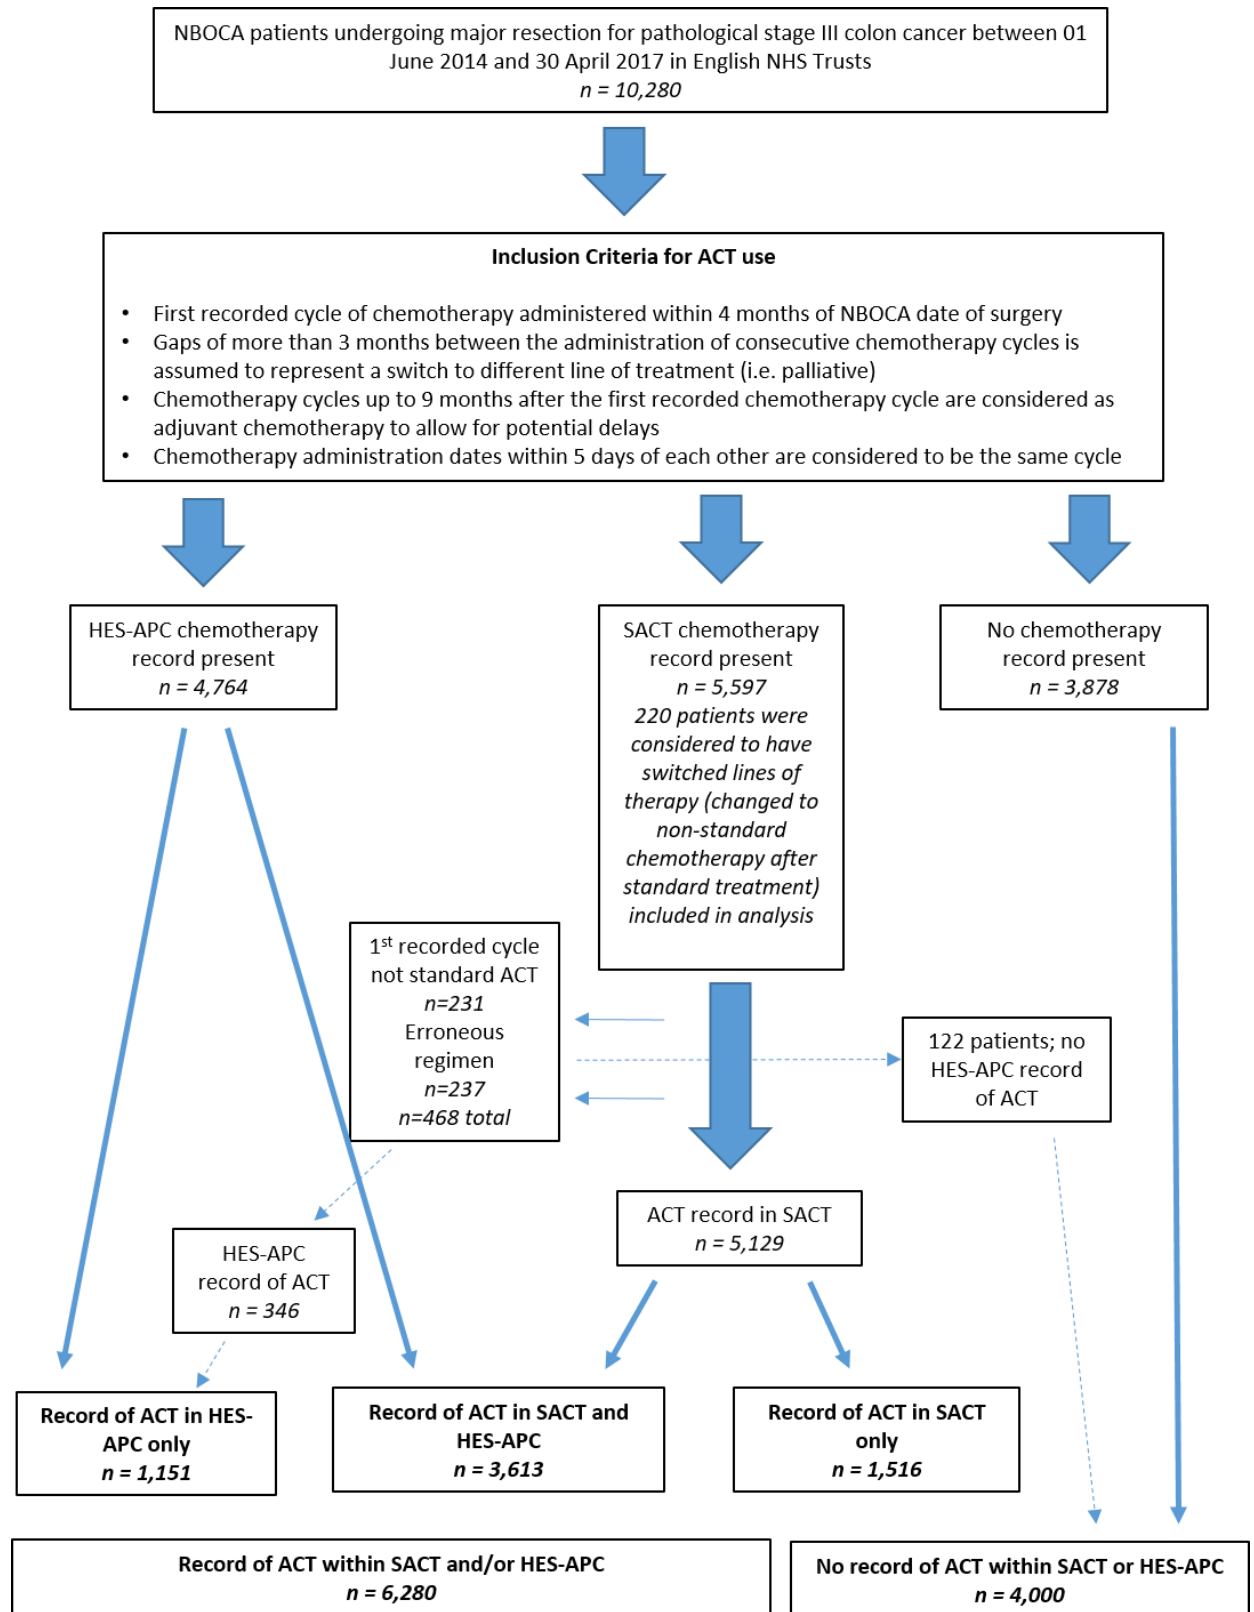 NBOCA patients undergoing major resection for pathological stage III colon cancer between 01
June 2014 and 30 April 2017 in English NHS Trusts
n = 10,280
Inclusion Criteria for ACT use
• First recorded cycle of chemotherapy administered within 4 months of NBOCA date of surgery
• Gaps of more than 3 months between the administration of consecutive chemotherapy cycles is
assumed to represent a switch to different line of treatment (i.e. palliative)
• Chemotherapy cycles up to 9 months after the first recorded chemotherapy cycle are considered as
adjuvant chemotherapy to allow for potential delays
• Chemotherapy administration dates within 5 days of each other are considered to be the same cycle
HES-APC chemotherapy
record present
n = 4,764
SACT chemotherapy
record present
n = 5,597
220 patients were
considered to have
switched lines of
therapy (changed to
non-standard
chemotherapy after
standard treatment)
included in analysis
No chemotherapy
record present
n = 3,878
1st recorded cycle
not standard ACT
n=231
Erroneous
regimen
n=237
n=468 total
122 patients; no
HES-APC record
of ACT
ACT record in SACT
n = 5,129
HES-APC
record of ACT
n = 346
Record of ACT in HES-
APC only
n = 1,151
Record of ACT in SACT and
HES-APC
n = 3,613
Record of ACT in SACT
only
n = 1,516
Record of ACT within SACT and/or HES-APC
n = 6,280
No record of ACT within SACT or HES-APC
n = 4,000